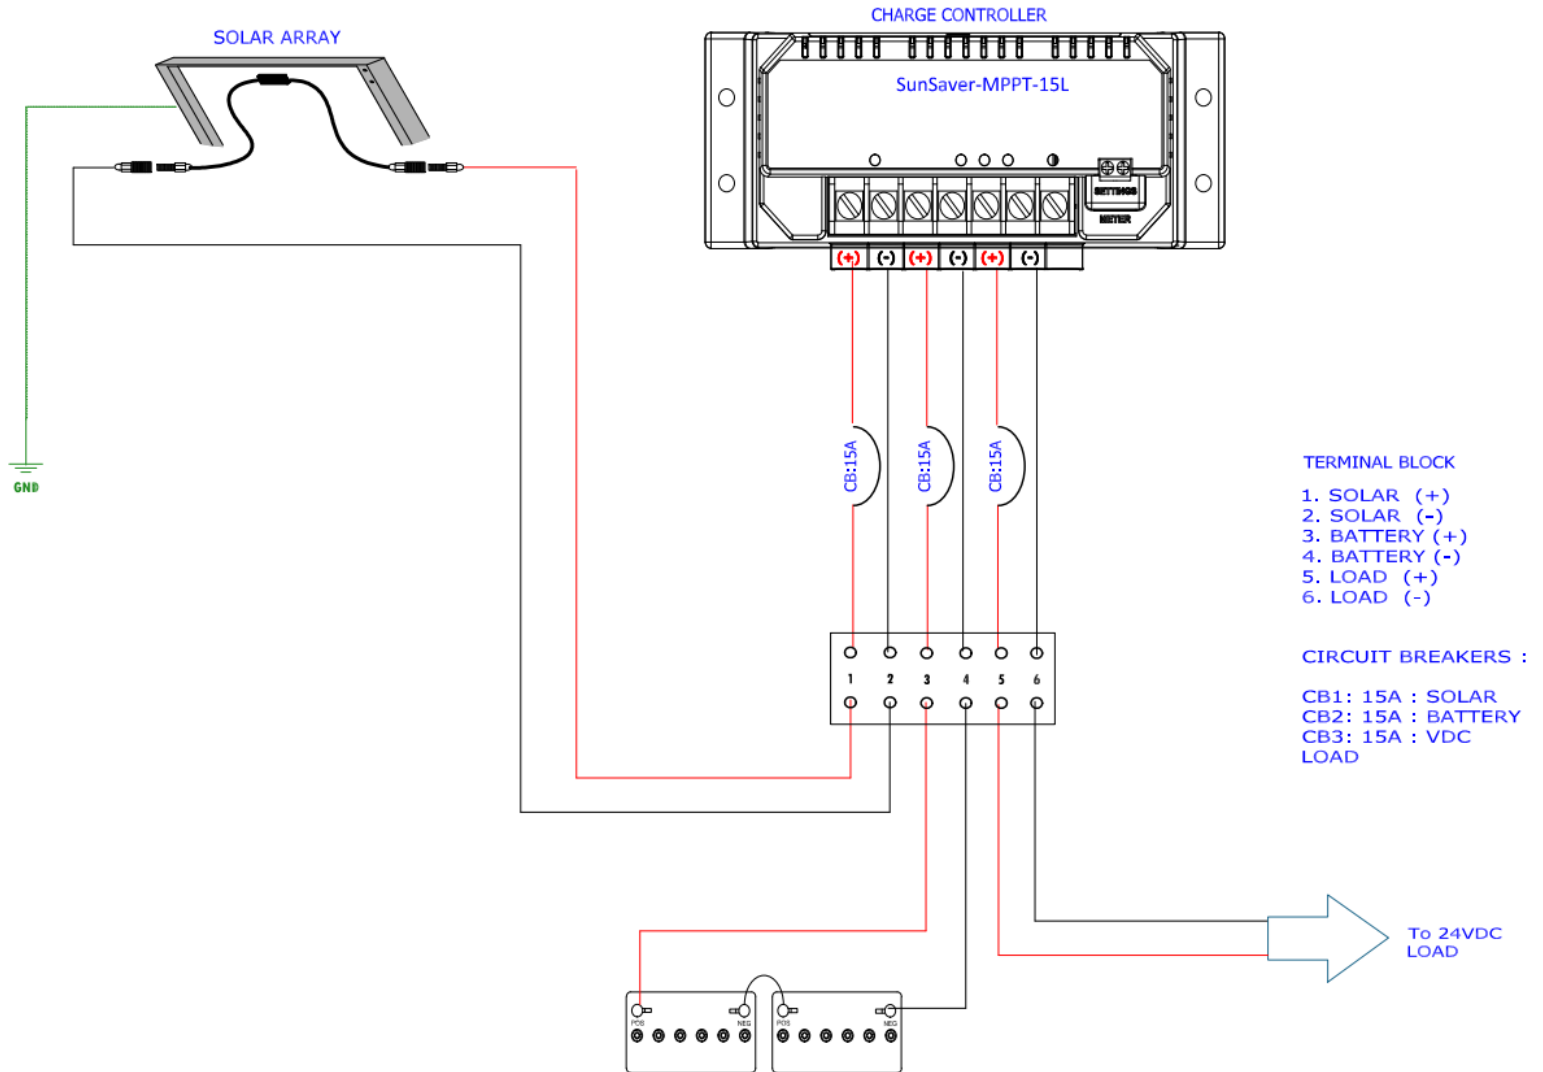 CHARGE CONTROLLER
SOLAR ARRAY
SunSaver-MPPT-15L
SETTINGS
METER
(+) (-) (+) (-) (+) (-)
CB:15A CB:15A CB:15A
GND
TERMINAL BLOCK
1. SOLAR (+)
2. SOLAR (-)
3. BATTERY (+)
4. BATTERY (-)
5. LOAD (+)
6. LOAD (-)
CIRCUIT BREAKERS :
CB1: 15A : SOLAR
CB2: 15A : BATTERY
CB3: 15A : VDC
LOAD
1 2 3 4 5 6
To 24VDC
LOAD
POS NEG POS NEG